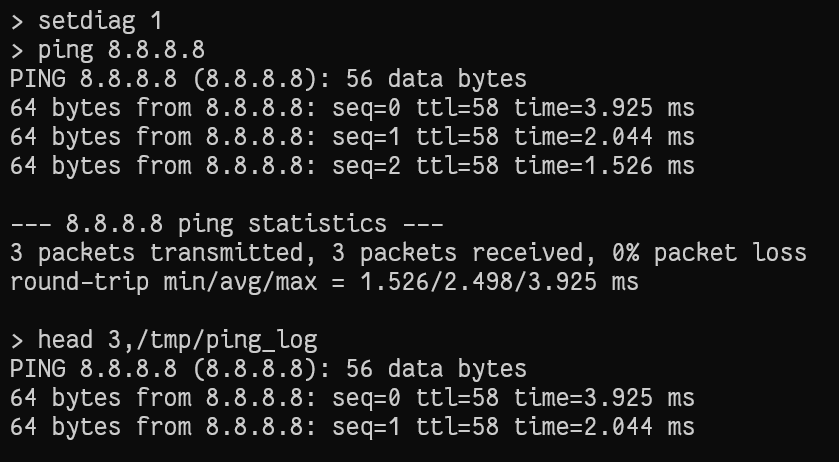 > setdiag 1
> ping 8.8.8.8
PING 8.8.8.8 (8.8.8.8): 56 data bytes
64 bytes from 8.8.8.8: seq=0 ttl=58 time=3.925 ms
64 bytes from 8.8.8.8: seq=1 ttl=58 time=2.044 ms
64 bytes from 8.8.8.8: seq=2 ttl=58 time=1.526 ms

--- 8.8.8.8 ping statistics ---
3 packets transmitted, 3 packets received, 0% packet loss
round-trip min/avg/max = 1.526/2.498/3.925 ms

> head 3,/tmp/ping_log
PING 8.8.8.8 (8.8.8.8): 56 data bytes
64 bytes from 8.8.8.8: seq=0 ttl=58 time=3.925 ms
64 bytes from 8.8.8.8: seq=1 ttl=58 time=2.044 ms